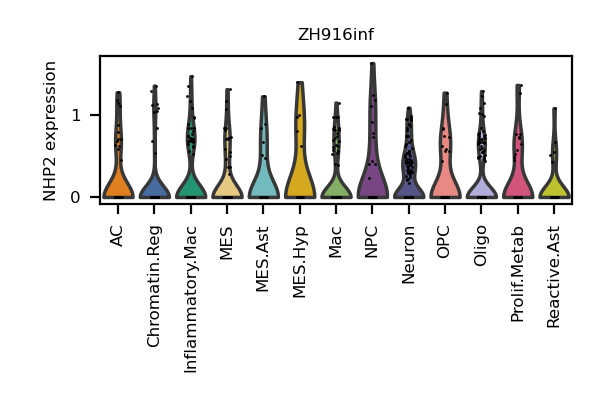 ZH916inf
NHP2 expression
1
0
AC
Chromatin.Reg
Inflammatory.Mac
MES
MES.Ast
MES.Hyp
Mac
NPC
Neuron
OPC
Oligo
Prolif.Metab
Reactive.Ast